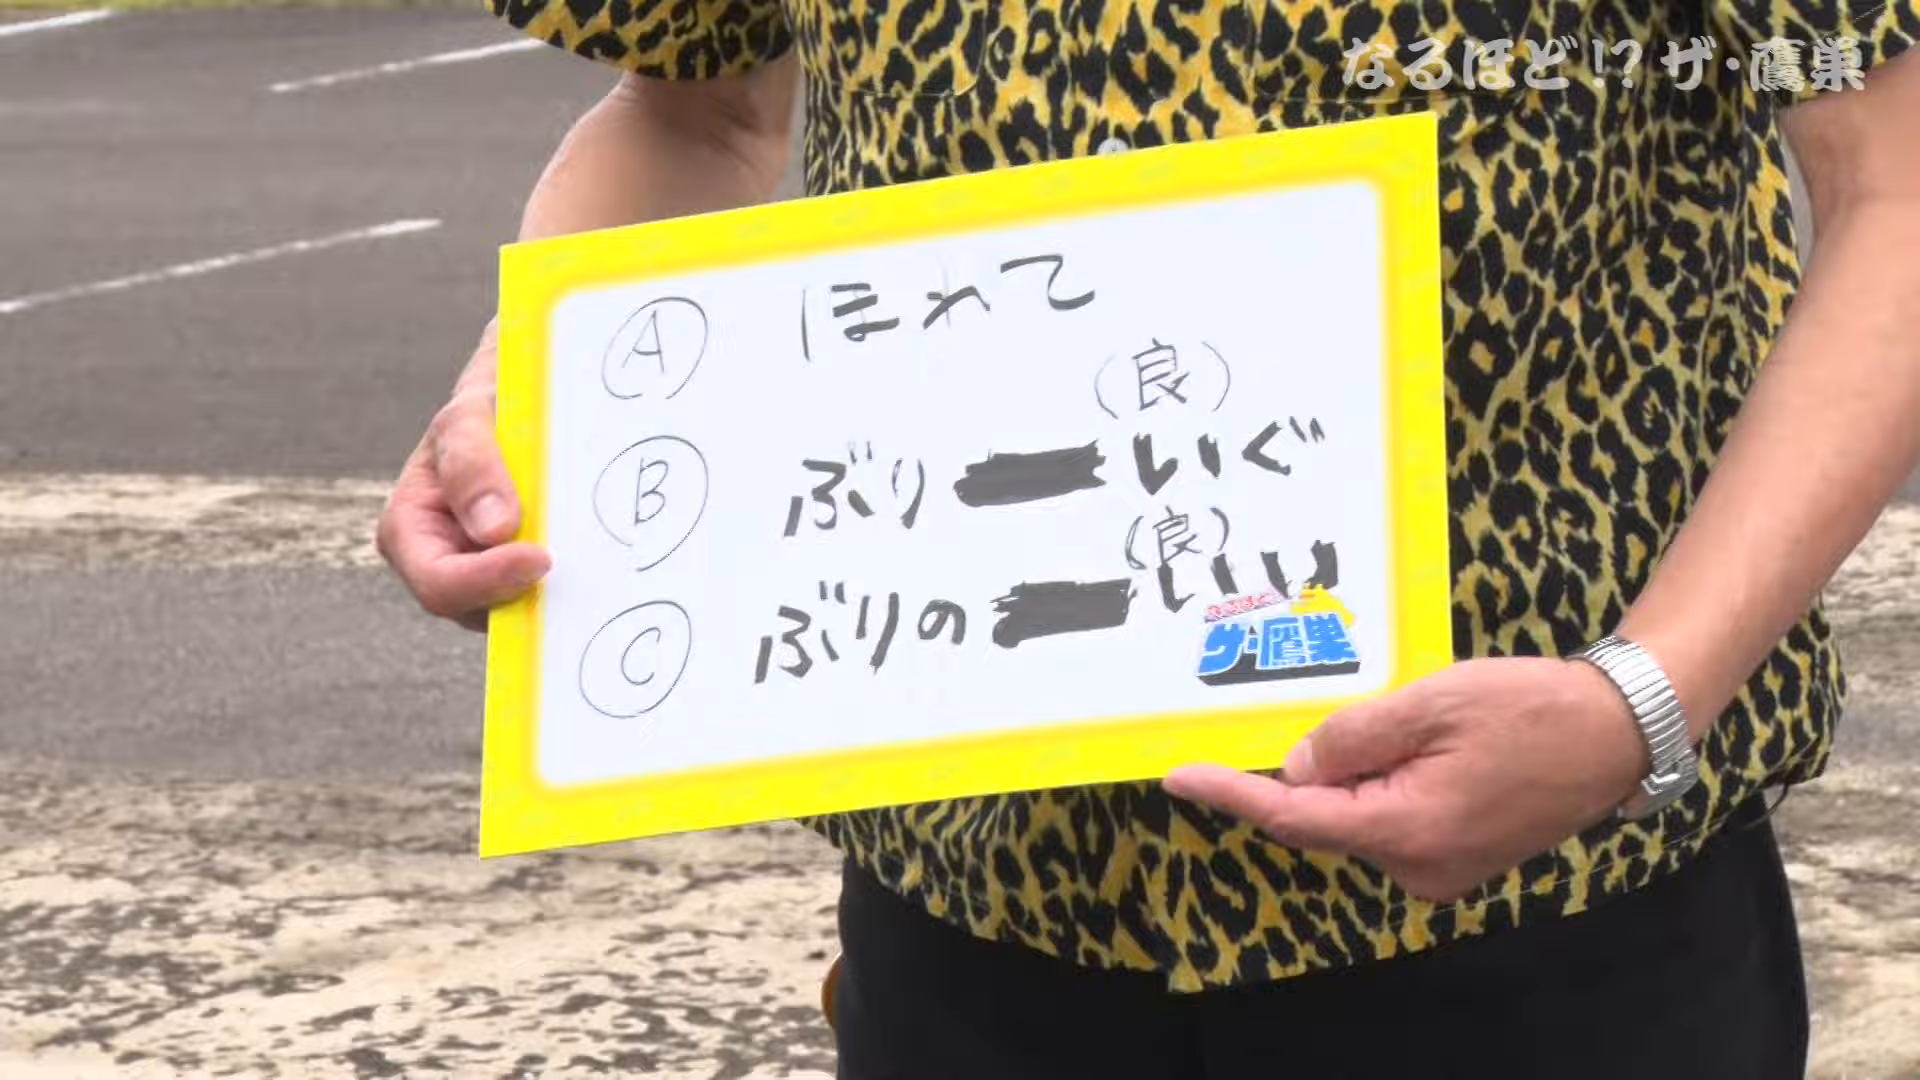 なるほど!? ザ・鷹巣
Ⓐ ほれて
(良)
Ⓑ ぶり いぐ
(良)
Ⓒ ぶりの いい
ザ・鷹巣